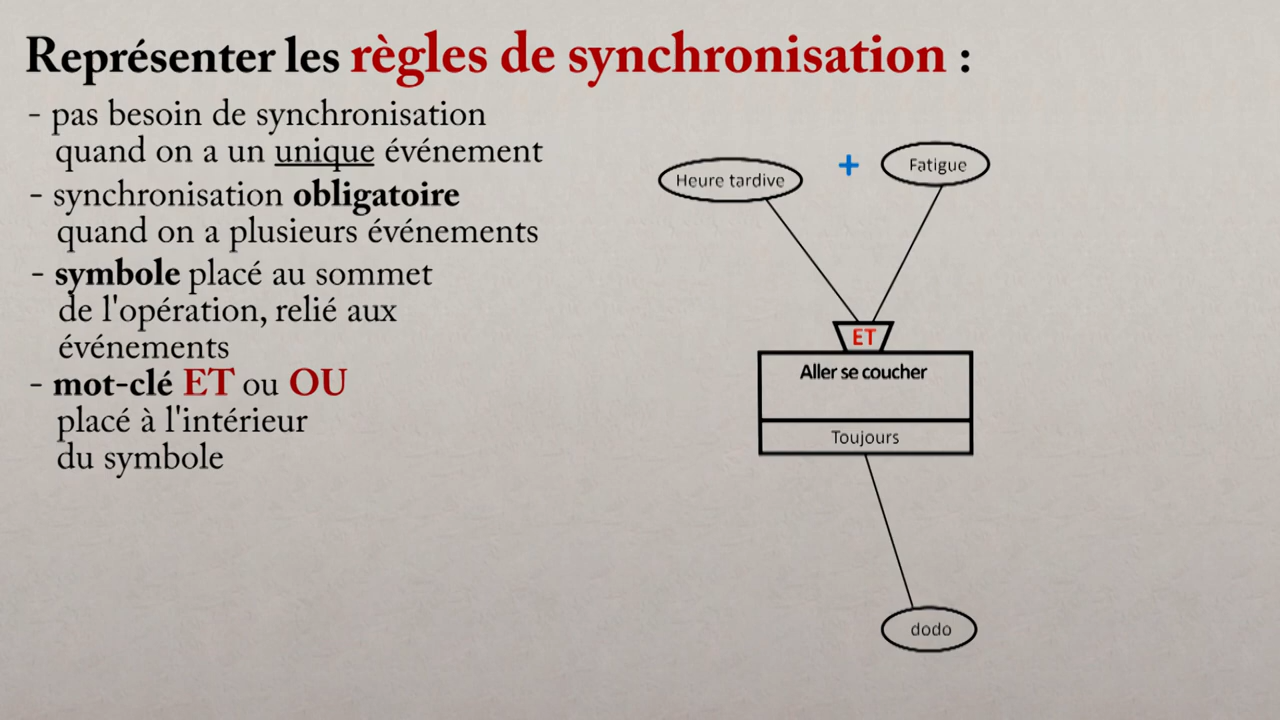 Représenter les règles de synchronisation :
- pas besoin de synchronisation
quand on a un unique événement
- synchronisation obligatoire
quand on a plusieurs événements
- symbole placé au sommet
de l'opération, relié aux
événements
- mot-clé ET ou OU
placé à l'intérieur
du symbole
Heure tardive
+
Fatigue
ET
Aller se coucher
Toujours
dodo